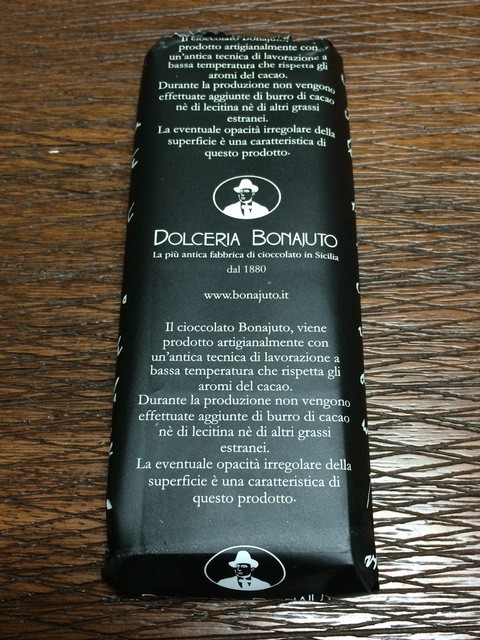 Il cioccolato Bonajuto,
prodotto artigianalmente con
un'antica tecnica di lavorazione a
bassa temperatura che rispetta gli
aromi del cacao.
Durante la produzione non vengono
effettuate aggiunte di burro di cacao
nè di lecitina nè di altri grassi
estranei.
La eventuale opacità irregolare della
superficie è una caratteristica di
questo prodotto.
DOLCERIA BONAJUTO
La più antica fabbrica di cioccolato in Sicilia
dal 1880
www.bonajuto.it
Il cioccolato Bonajuto, viene
prodotto artigianalmente con
un'antica tecnica di lavorazione a
bassa temperatura che rispetta gli
aromi del cacao.
Durante la produzione non vengono
effettuate aggiunte di burro di cacao
nè di lecitina nè di altri grassi
estranei.
La eventuale opacità irregolare della
superficie è una caratteristica di
questo prodotto.